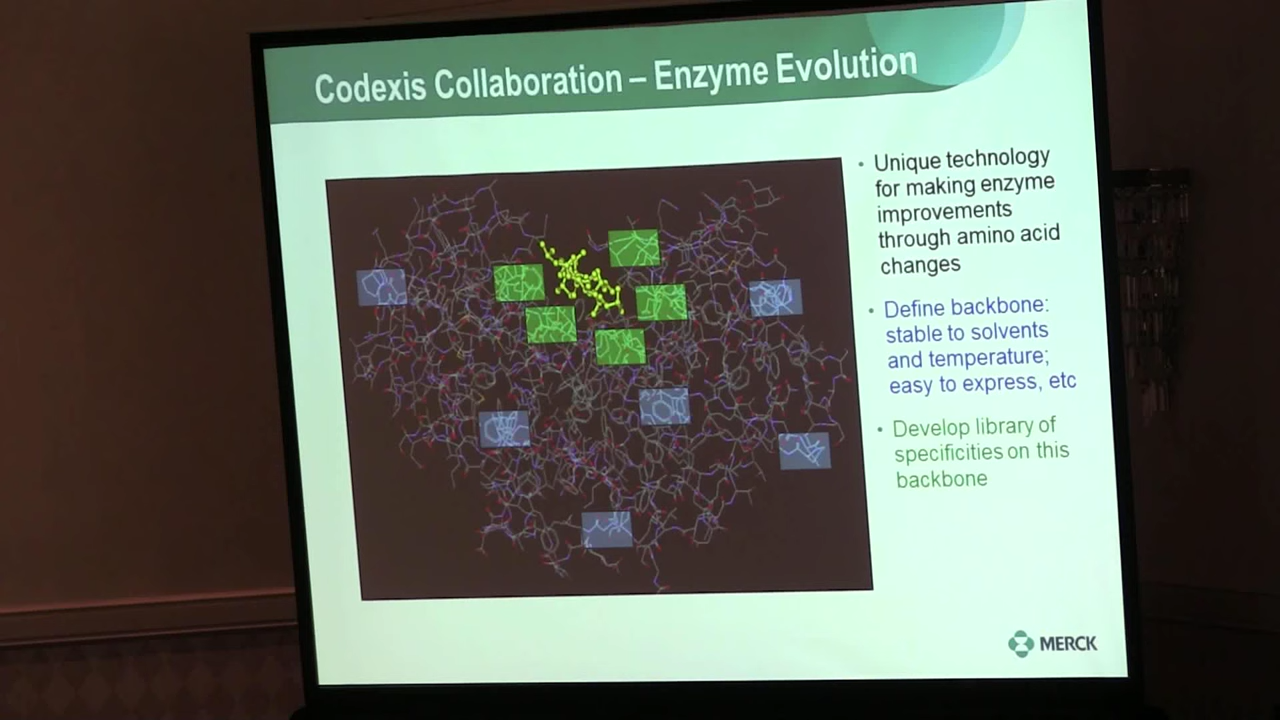 Codexis Collaboration – Enzyme Evolution
• Unique technology
for making enzyme
improvements
through amino acid
changes
• Define backbone:
stable to solvents
and temperature;
easy to express, etc
• Develop library of
specificities on this
backbone
MERCK